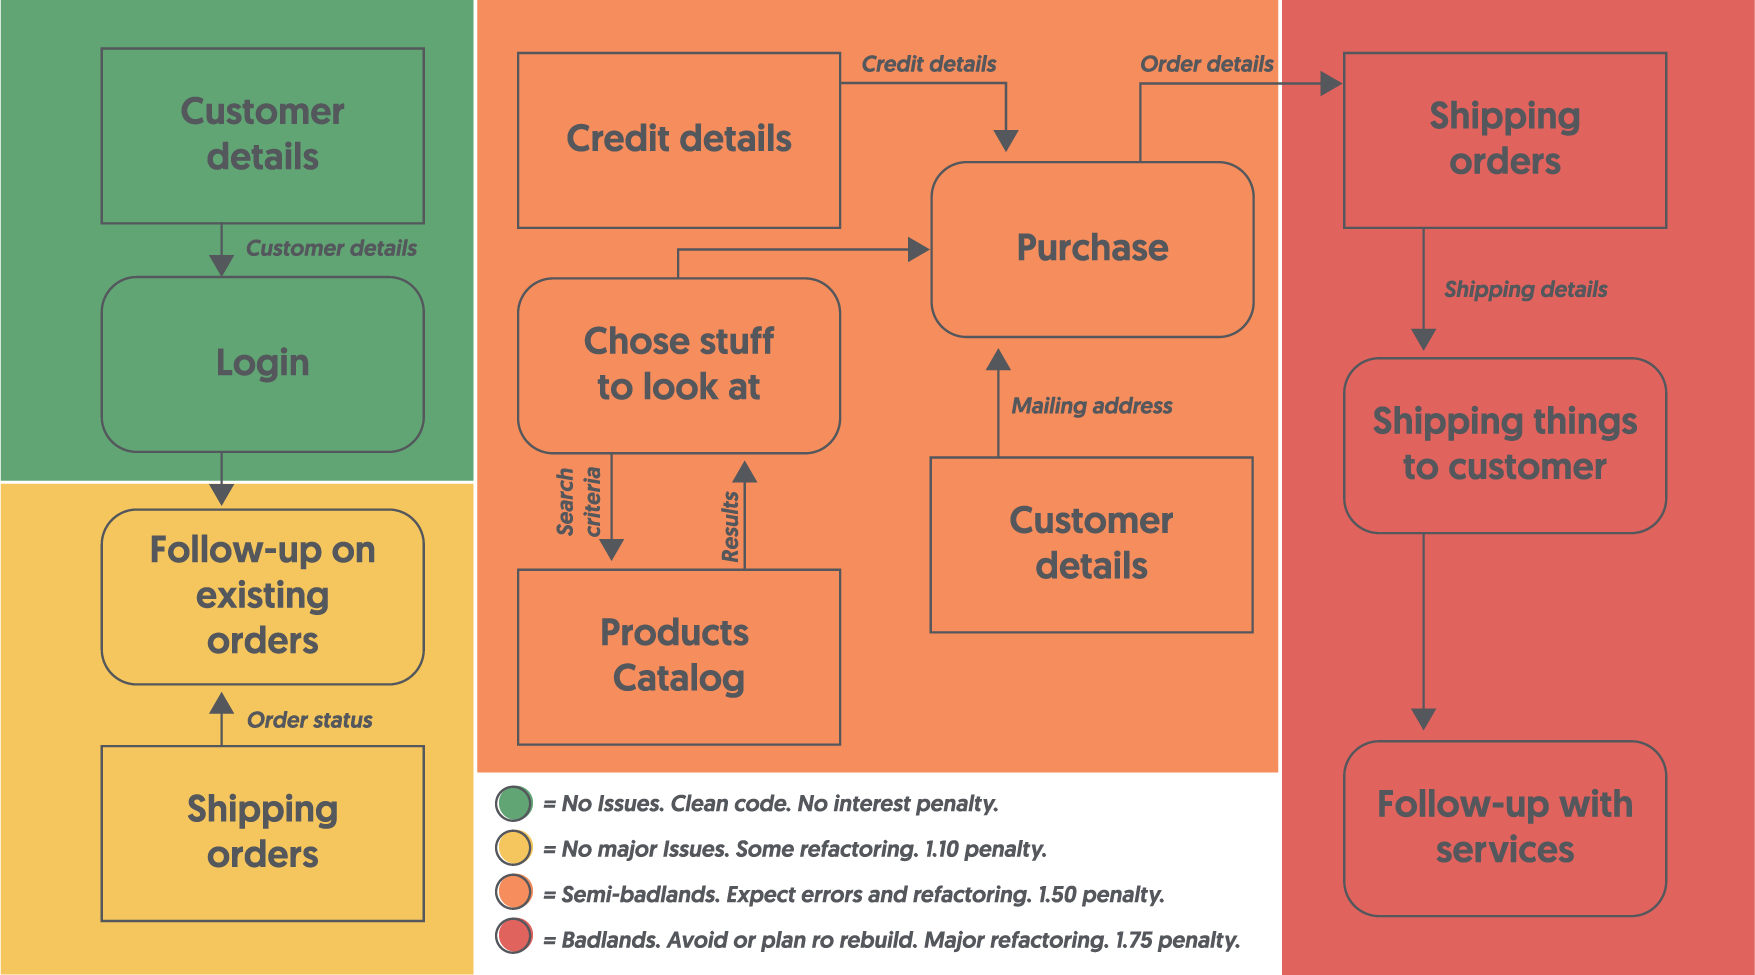 Customer
details
Customer details
Login
Follow-up on
existing
orders
Order status
Shipping
orders
Credit details
Credit details
Purchase
Chose stuff
to look at
Search
criteria
Results
Products
Catalog
Mailing address
Customer
details
Order details
Shipping
orders
Shipping details
Shipping things
to customer
Follow-up with
services
= No Issues. Clean code. No interest penalty.
= No major Issues. Some refactoring. 1.10 penalty.
= Semi-badlands. Expect errors and refactoring. 1.50 penalty.
= Badlands. Avoid or plan ro rebuild. Major refactoring. 1.75 penalty.